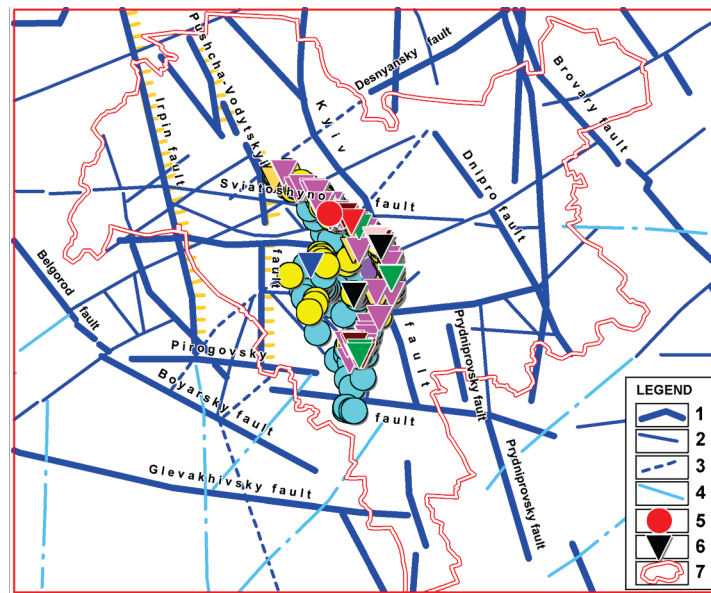 Pushcha-Vodytskyi
fault
Irpin fault
Kyiv
fault
Desnyansky fault
Brovary fault
Dnipro fault
Sviatoshyno
fault
Belgorod fault
Pirogovsky
fault
Boyarsky fault
Glevakhivsky fault
Prydniprovsky fault
Prydniprovsky fault
LEGEND
1
2
3
4
5
6
7